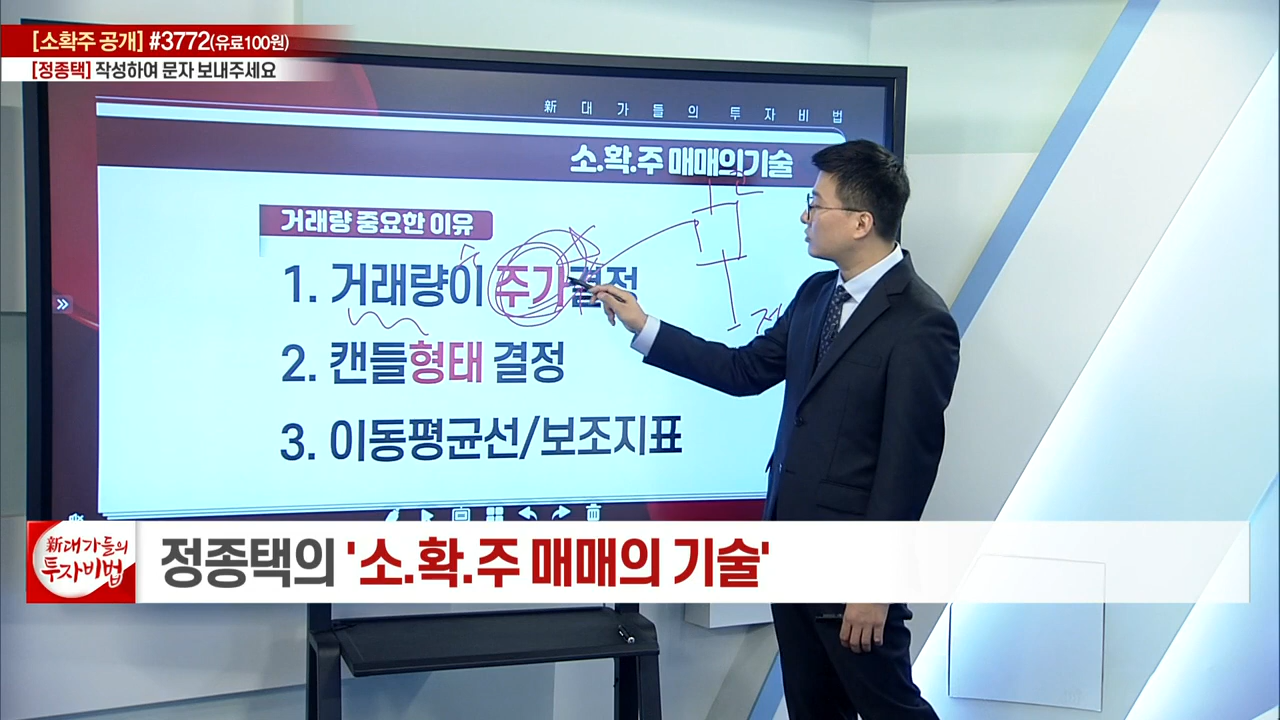 [소확주 공개] #3772(유료100원)
[정종택] 작성하여 문자 보내주세요
新 대가들의 투자비법
소.확.주 매매의기술
거래량 중요한 이유
1. 거래량이 주가결정
2. 캔들형태 결정
3. 이동평균선/보조지표
新대가들의
투자비법
정종택의 '소.확.주 매매의 기술'